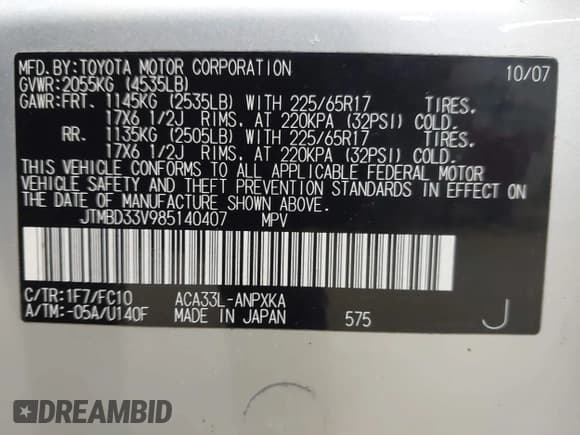 MFD.BY:TOYOTA MOTOR CORPORATION 10/07
GVWR:2055KG (4535LB)
GAWR:FRT. 1145KG (2535LB) WITH 225/65R17 TIRES,
17X6 1/2J RIMS, AT 220KPA (32PSI) COLD.
RR. 1135KG (2505LB) WITH 225/65R17 TIRES,
17X6 1/2J RIMS, AT 220KPA (32PSI) COLD.
THIS VEHICLE CONFORMS TO ALL APPLICABLE FEDERAL MOTOR
VEHICLE SAFETY AND THEFT PREVENTION STANDARDS IN EFFECT ON
THE DATE OF MANUFACTURE SHOWN ABOVE.
JTMBD33V985140407 MPV
C/TR:1F7/FC10 ACA33L-ANPXKA
A/TM:-05A/U140F MADE IN JAPAN 575 J
DREAMBID